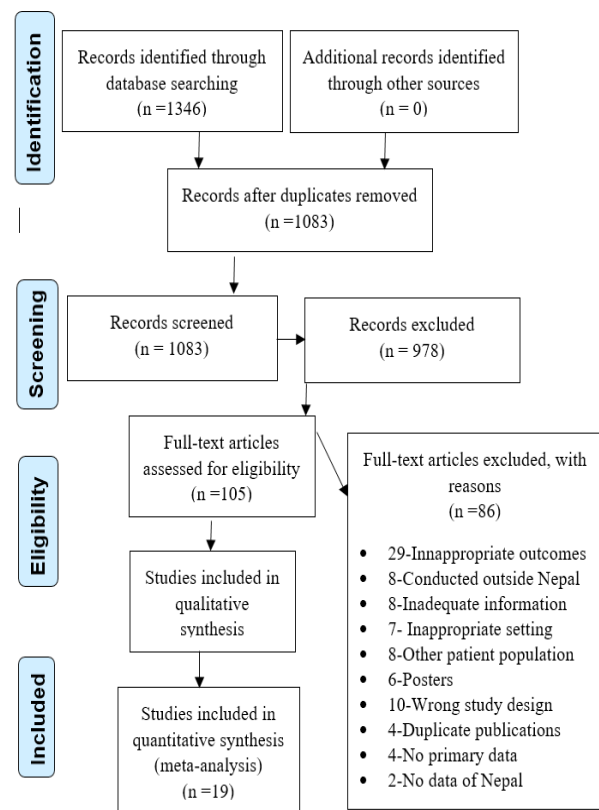 Identification
Records identified through
database searching
(n =1346)
Additional records identified
through other sources
(n = 0)
Records after duplicates removed
(n =1083)
Screening
Records screened
(n = 1083)
Records excluded
(n = 978)
Eligibility
Full-text articles
assessed for eligibility
(n =105)
Full-text articles excluded, with
reasons
(n =86)
• 29-Innappropriate outcomes
• 8-Conducted outside Nepal
• 8-Inadequate information
• 7- Inappropriate setting
• 8-Other patient population
• 6-Posters
• 10-Wrong study design
• 4-Duplicate publications
• 4-No primary data
• 2-No data of Nepal
Studies included in
qualitative
synthesis
Included
Studies included in
quantitative synthesis
(meta-analysis)
(n =19)